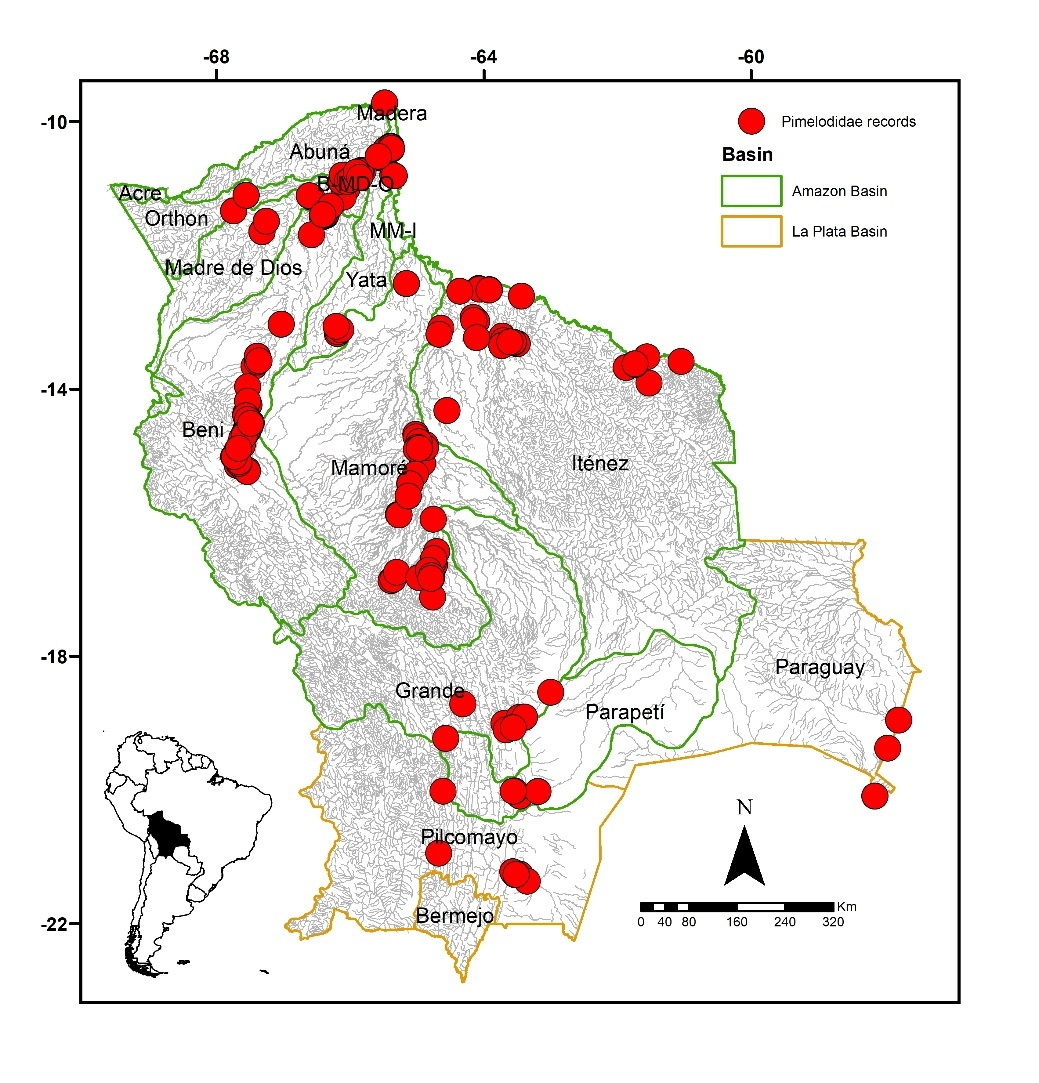 -68 -64 -60
-10
-14
-18
-22
Pimelodidae records
Basin
Amazon Basin
La Plata Basin
Madera
Abuná
B-MD-O
Acre
Orthon
MM-I
Madre de Dios
Yata
Beni
Mamoré
Iténez
Paraguay
Grande
Parapetí
Pilcomayo
Bermejo
N
Km
0 40 80 160 240 320